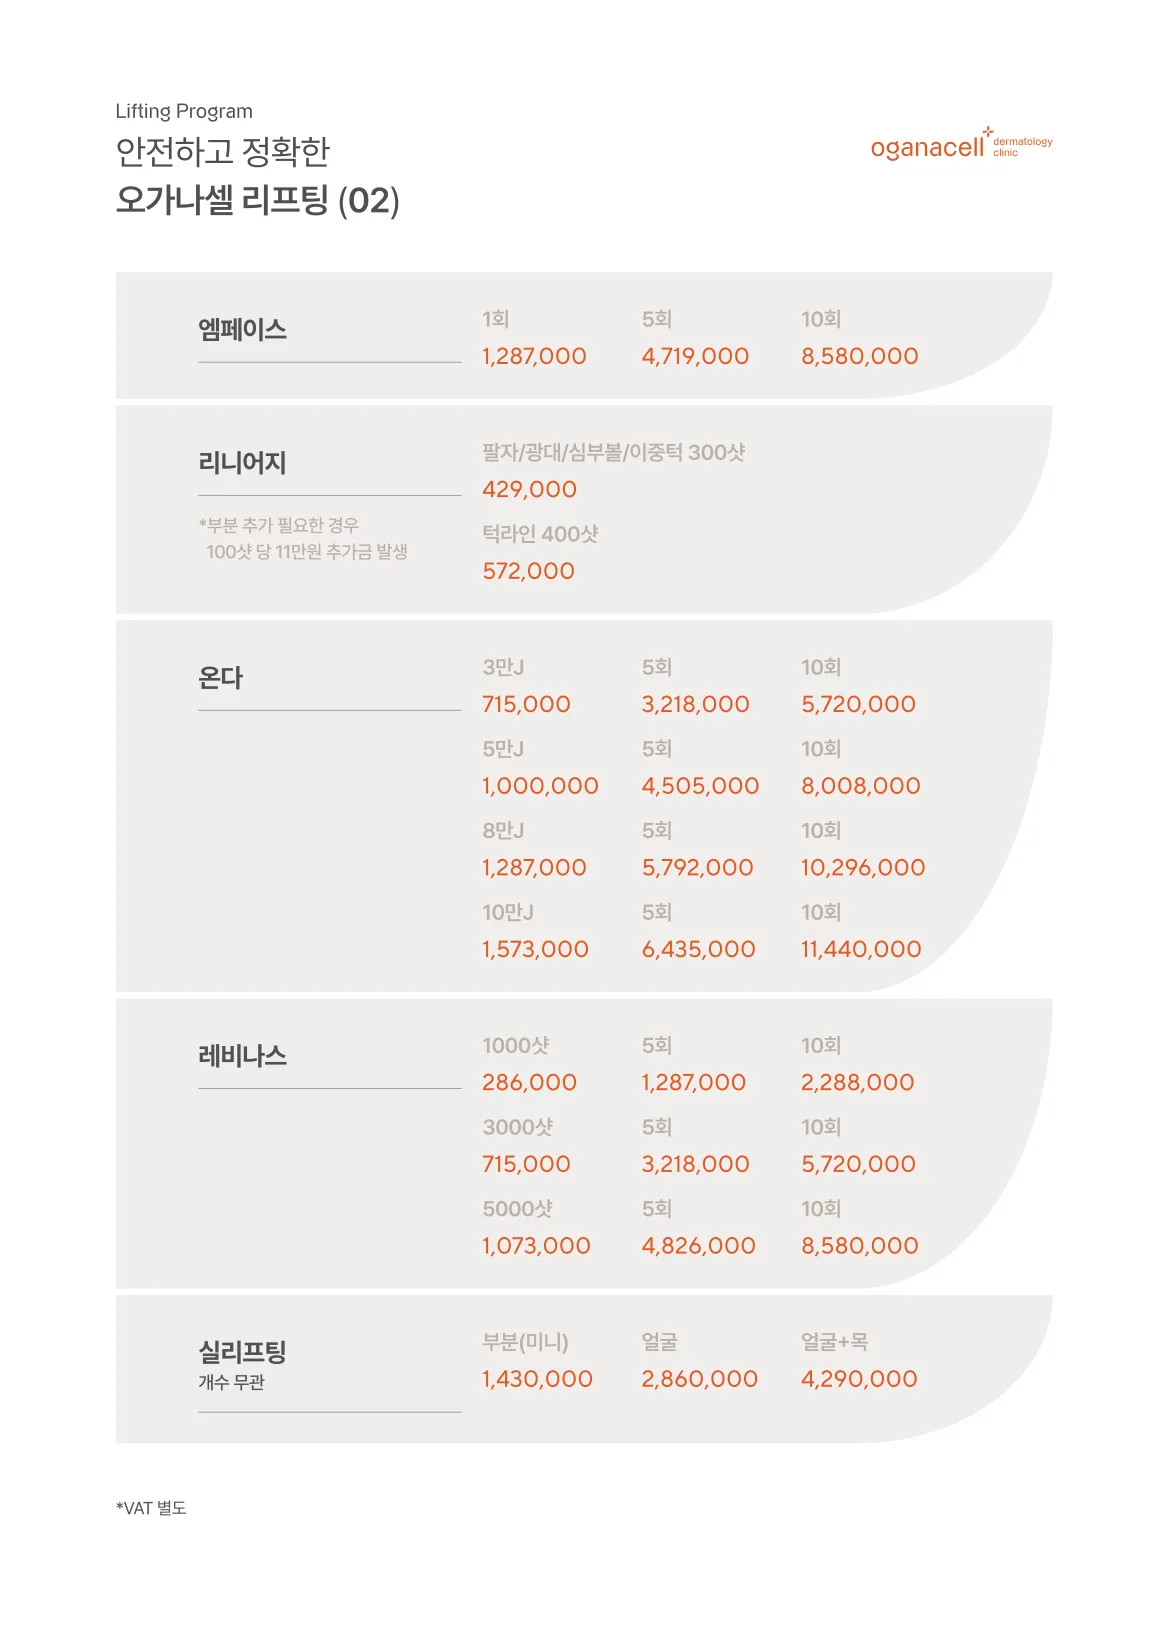 Lifting Program
안전하고 정확한
오가나셀 리프팅 (02)
oganacell dermatology clinic
엠페이스
1회 5회 10회
1,287,000 4,719,000 8,580,000
리니어지
*부분 추가 필요한 경우
100샷 당 11만원 추가금 발생
팔자/광대/심부볼/이중턱 300샷
429,000
턱라인 400샷
572,000
온다
3만J 5회 10회
715,000 3,218,000 5,720,000
5만J 5회 10회
1,000,000 4,505,000 8,008,000
8만J 5회 10회
1,287,000 5,792,000 10,296,000
10만J 5회 10회
1,573,000 6,435,000 11,440,000
레비나스
1000샷 5회 10회
286,000 1,287,000 2,288,000
3000샷 5회 10회
715,000 3,218,000 5,720,000
5000샷 5회 10회
1,073,000 4,826,000 8,580,000
실리프팅
개수 무관
부분(미니) 얼굴 얼굴+목
1,430,000 2,860,000 4,290,000
*VAT 별도